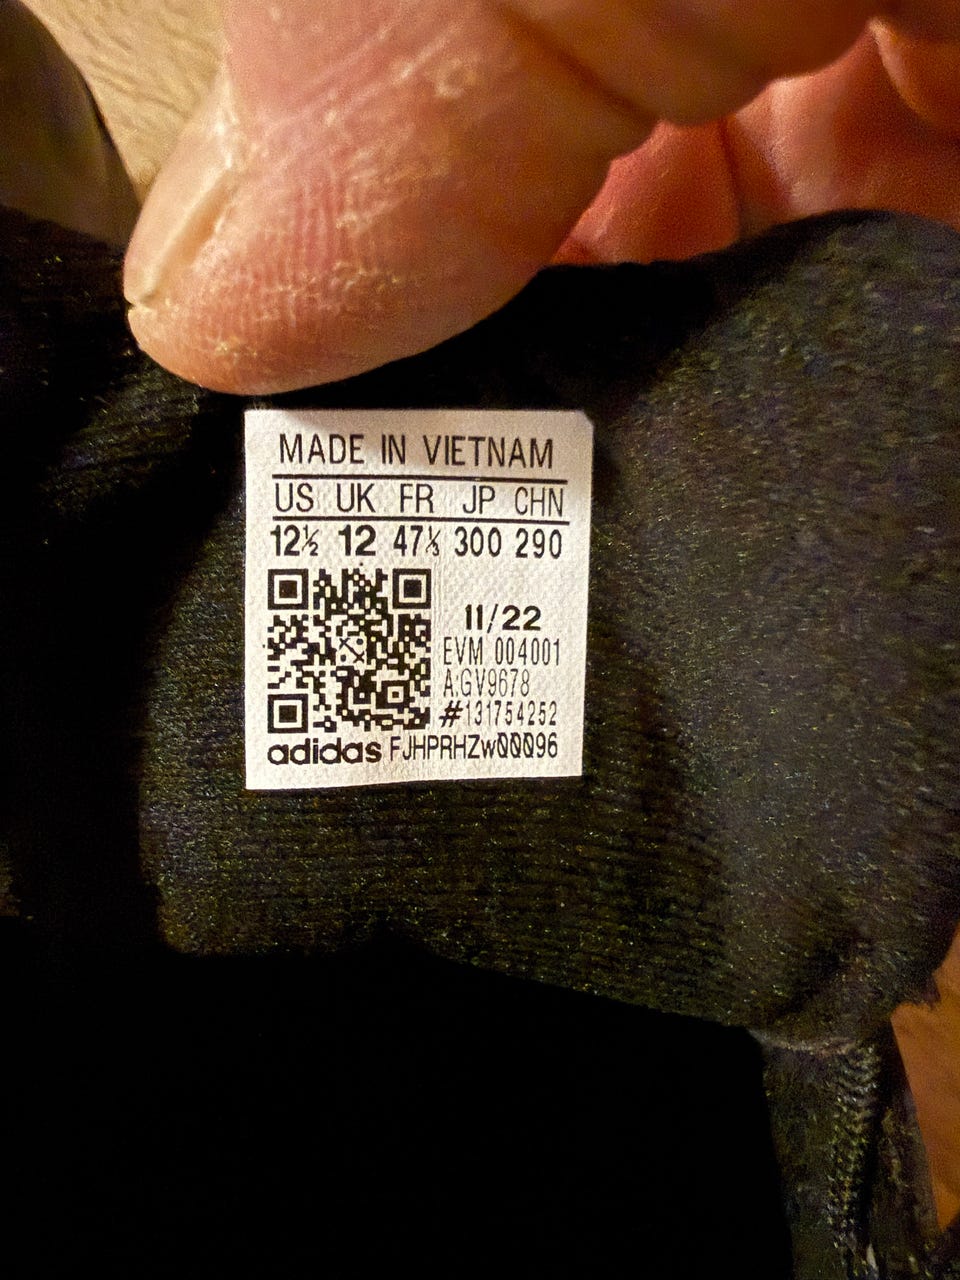 MADE IN VIETNAM
US UK FR JP CHN
12½ 12 47⅓ 300 290
11/22
EVM 004001
A:GV9678
#131754252
adidas FJHPRHZw00096